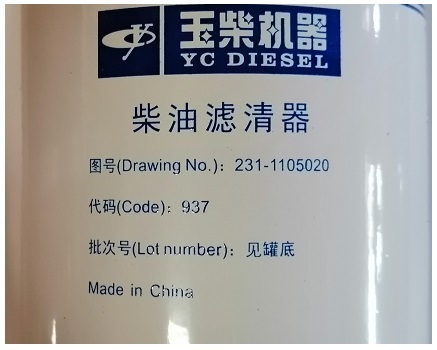 玉柴机器
YC DIESEL
柴油滤清器
图号(Drawing No.): 231-1105020
代码(Code): 937
批次号(Lot number): 见罐底
Made in China